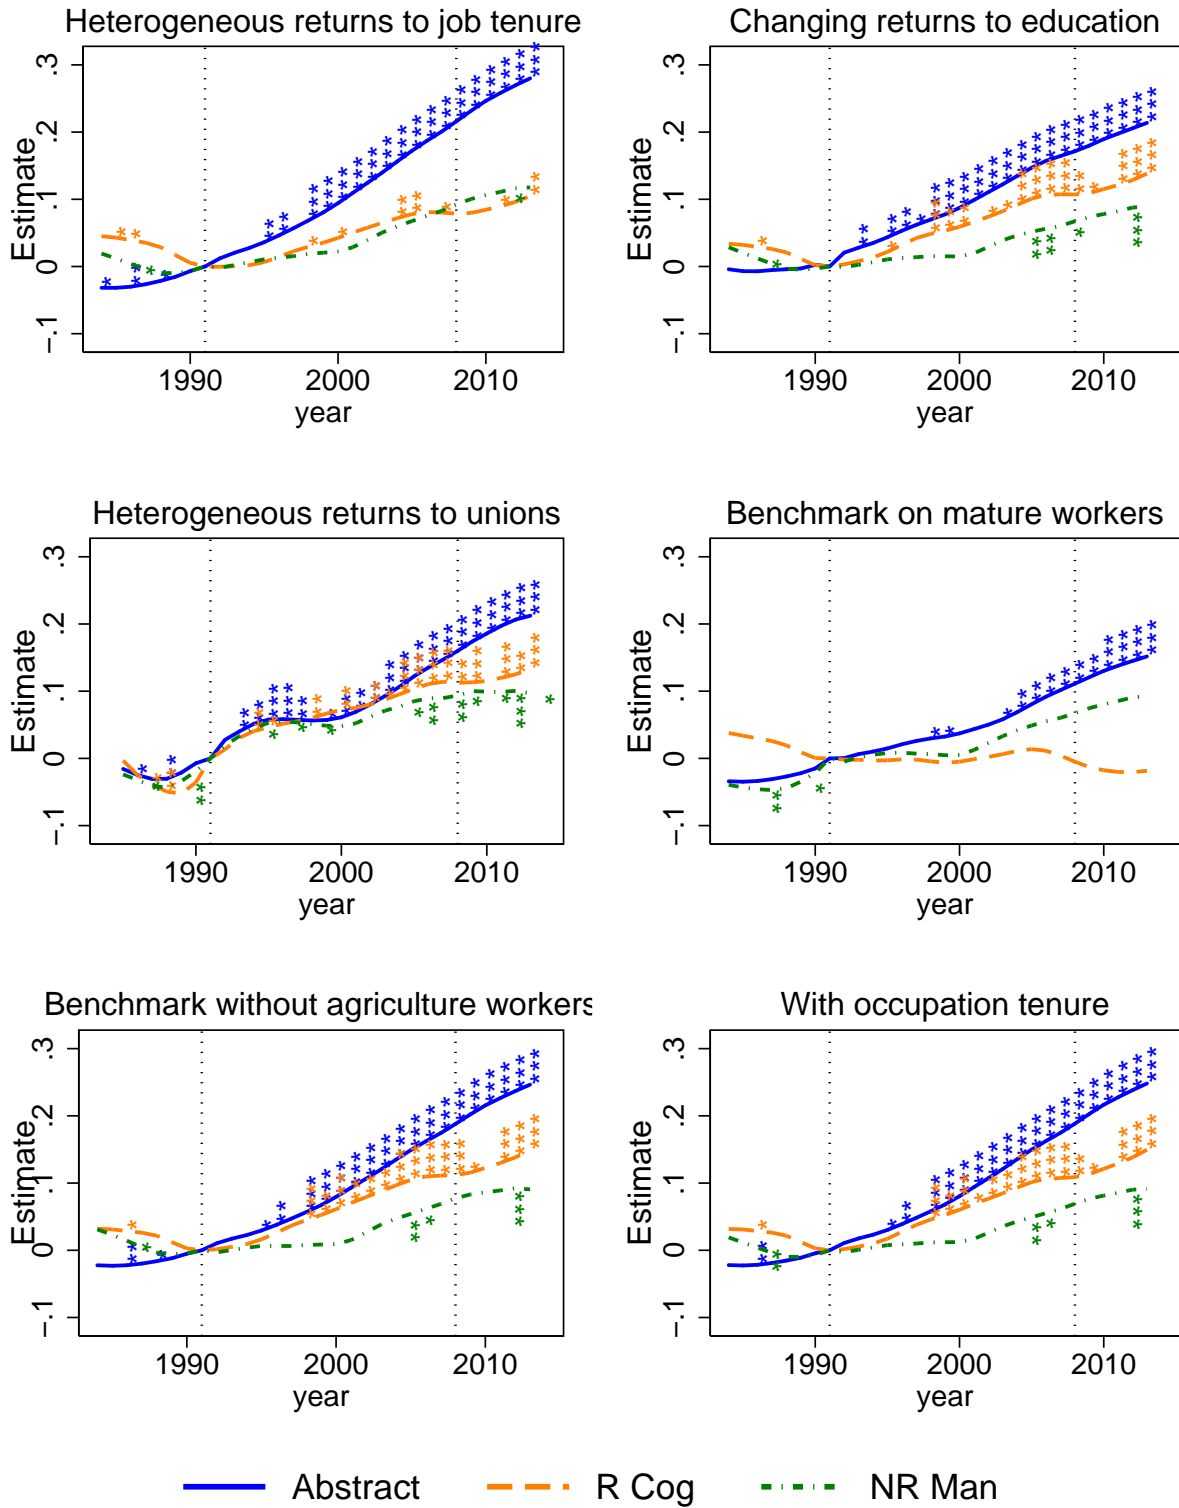 Heterogeneous returns to job tenure
Estimate
.3
.2
.1
0
-.1
1990 2000 2010
year
Changing returns to education
Estimate
.3
.2
.1
0
-.1
1990 2000 2010
year
Heterogeneous returns to unions
Estimate
.3
.2
.1
0
-.1
1990 2000 2010
year
Benchmark on mature workers
Estimate
.3
.2
.1
0
-.1
1990 2000 2010
year
Benchmark without agriculture workers
Estimate
.3
.2
.1
0
-.1
1990 2000 2010
year
With occupation tenure
Estimate
.3
.2
.1
0
-.1
1990 2000 2010
year
Abstract R Cog NR Man